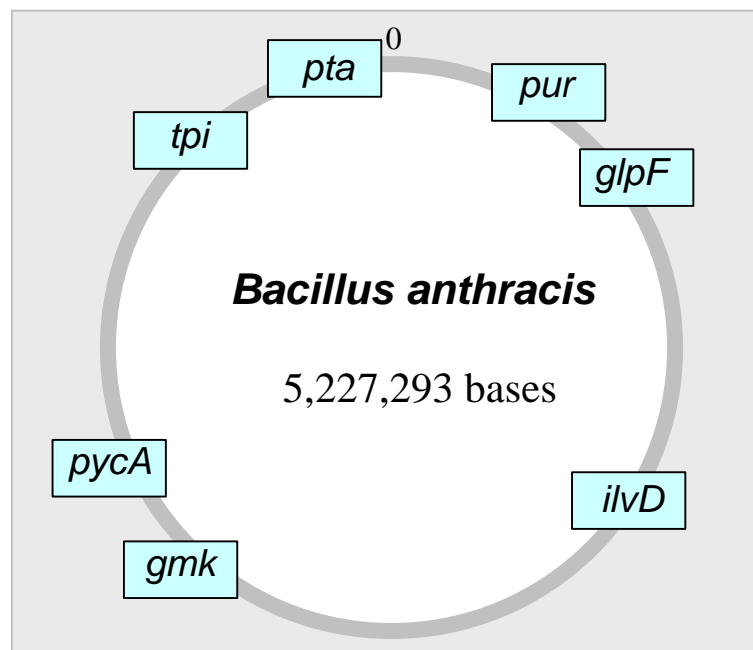 0
pta
pur
tpi
glpF
Bacillus anthracis
5,227,293 bases
pycA
ilvD
gmk